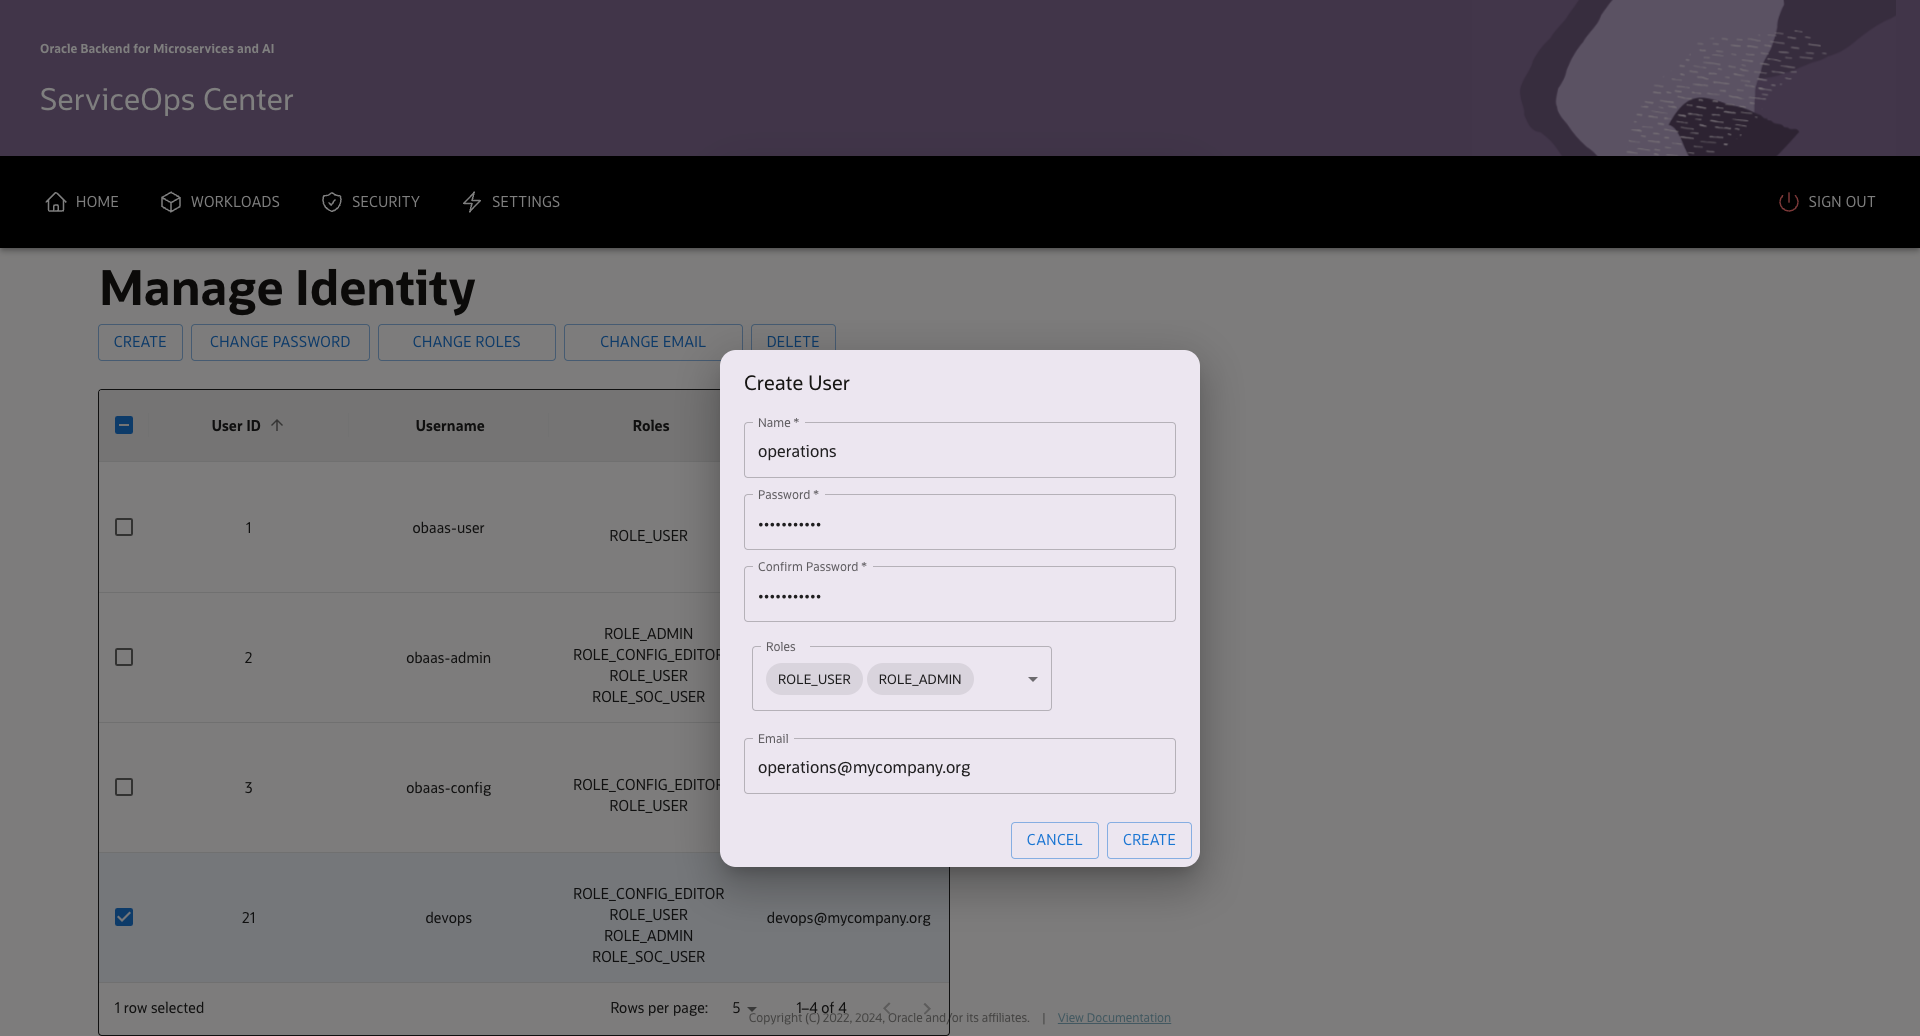 Oracle Backend for Microservices and AI
ServiceOps Center
HOME WORKLOADS SECURITY SETTINGS SIGN OUT
Manage Identity
CREATE CHANGE PASSWORD CHANGE ROLES CHANGE EMAIL DELETE
User ID Username Roles
1 obaas-user ROLE_USER
2 obaas-admin ROLE_ADMIN
ROLE_CONFIG_EDITOR
ROLE_USER
ROLE_SOC_USER
3 obaas-config ROLE_CONFIG_EDITOR
ROLE_USER
21 devops ROLE_CONFIG_EDITOR
ROLE_USER
ROLE_ADMIN
ROLE_SOC_USER
devops@mycompany.org
1 row selected Rows per page: 5 1–4 of 4
Create User
Name *
operations
Password *
•••••••••••
Confirm Password *
•••••••••••
Roles
ROLE_USER ROLE_ADMIN
Email
operations@mycompany.org
CANCEL CREATE
Copyright (C) 2022, 2024, Oracle and/or its affiliates. | View Documentation